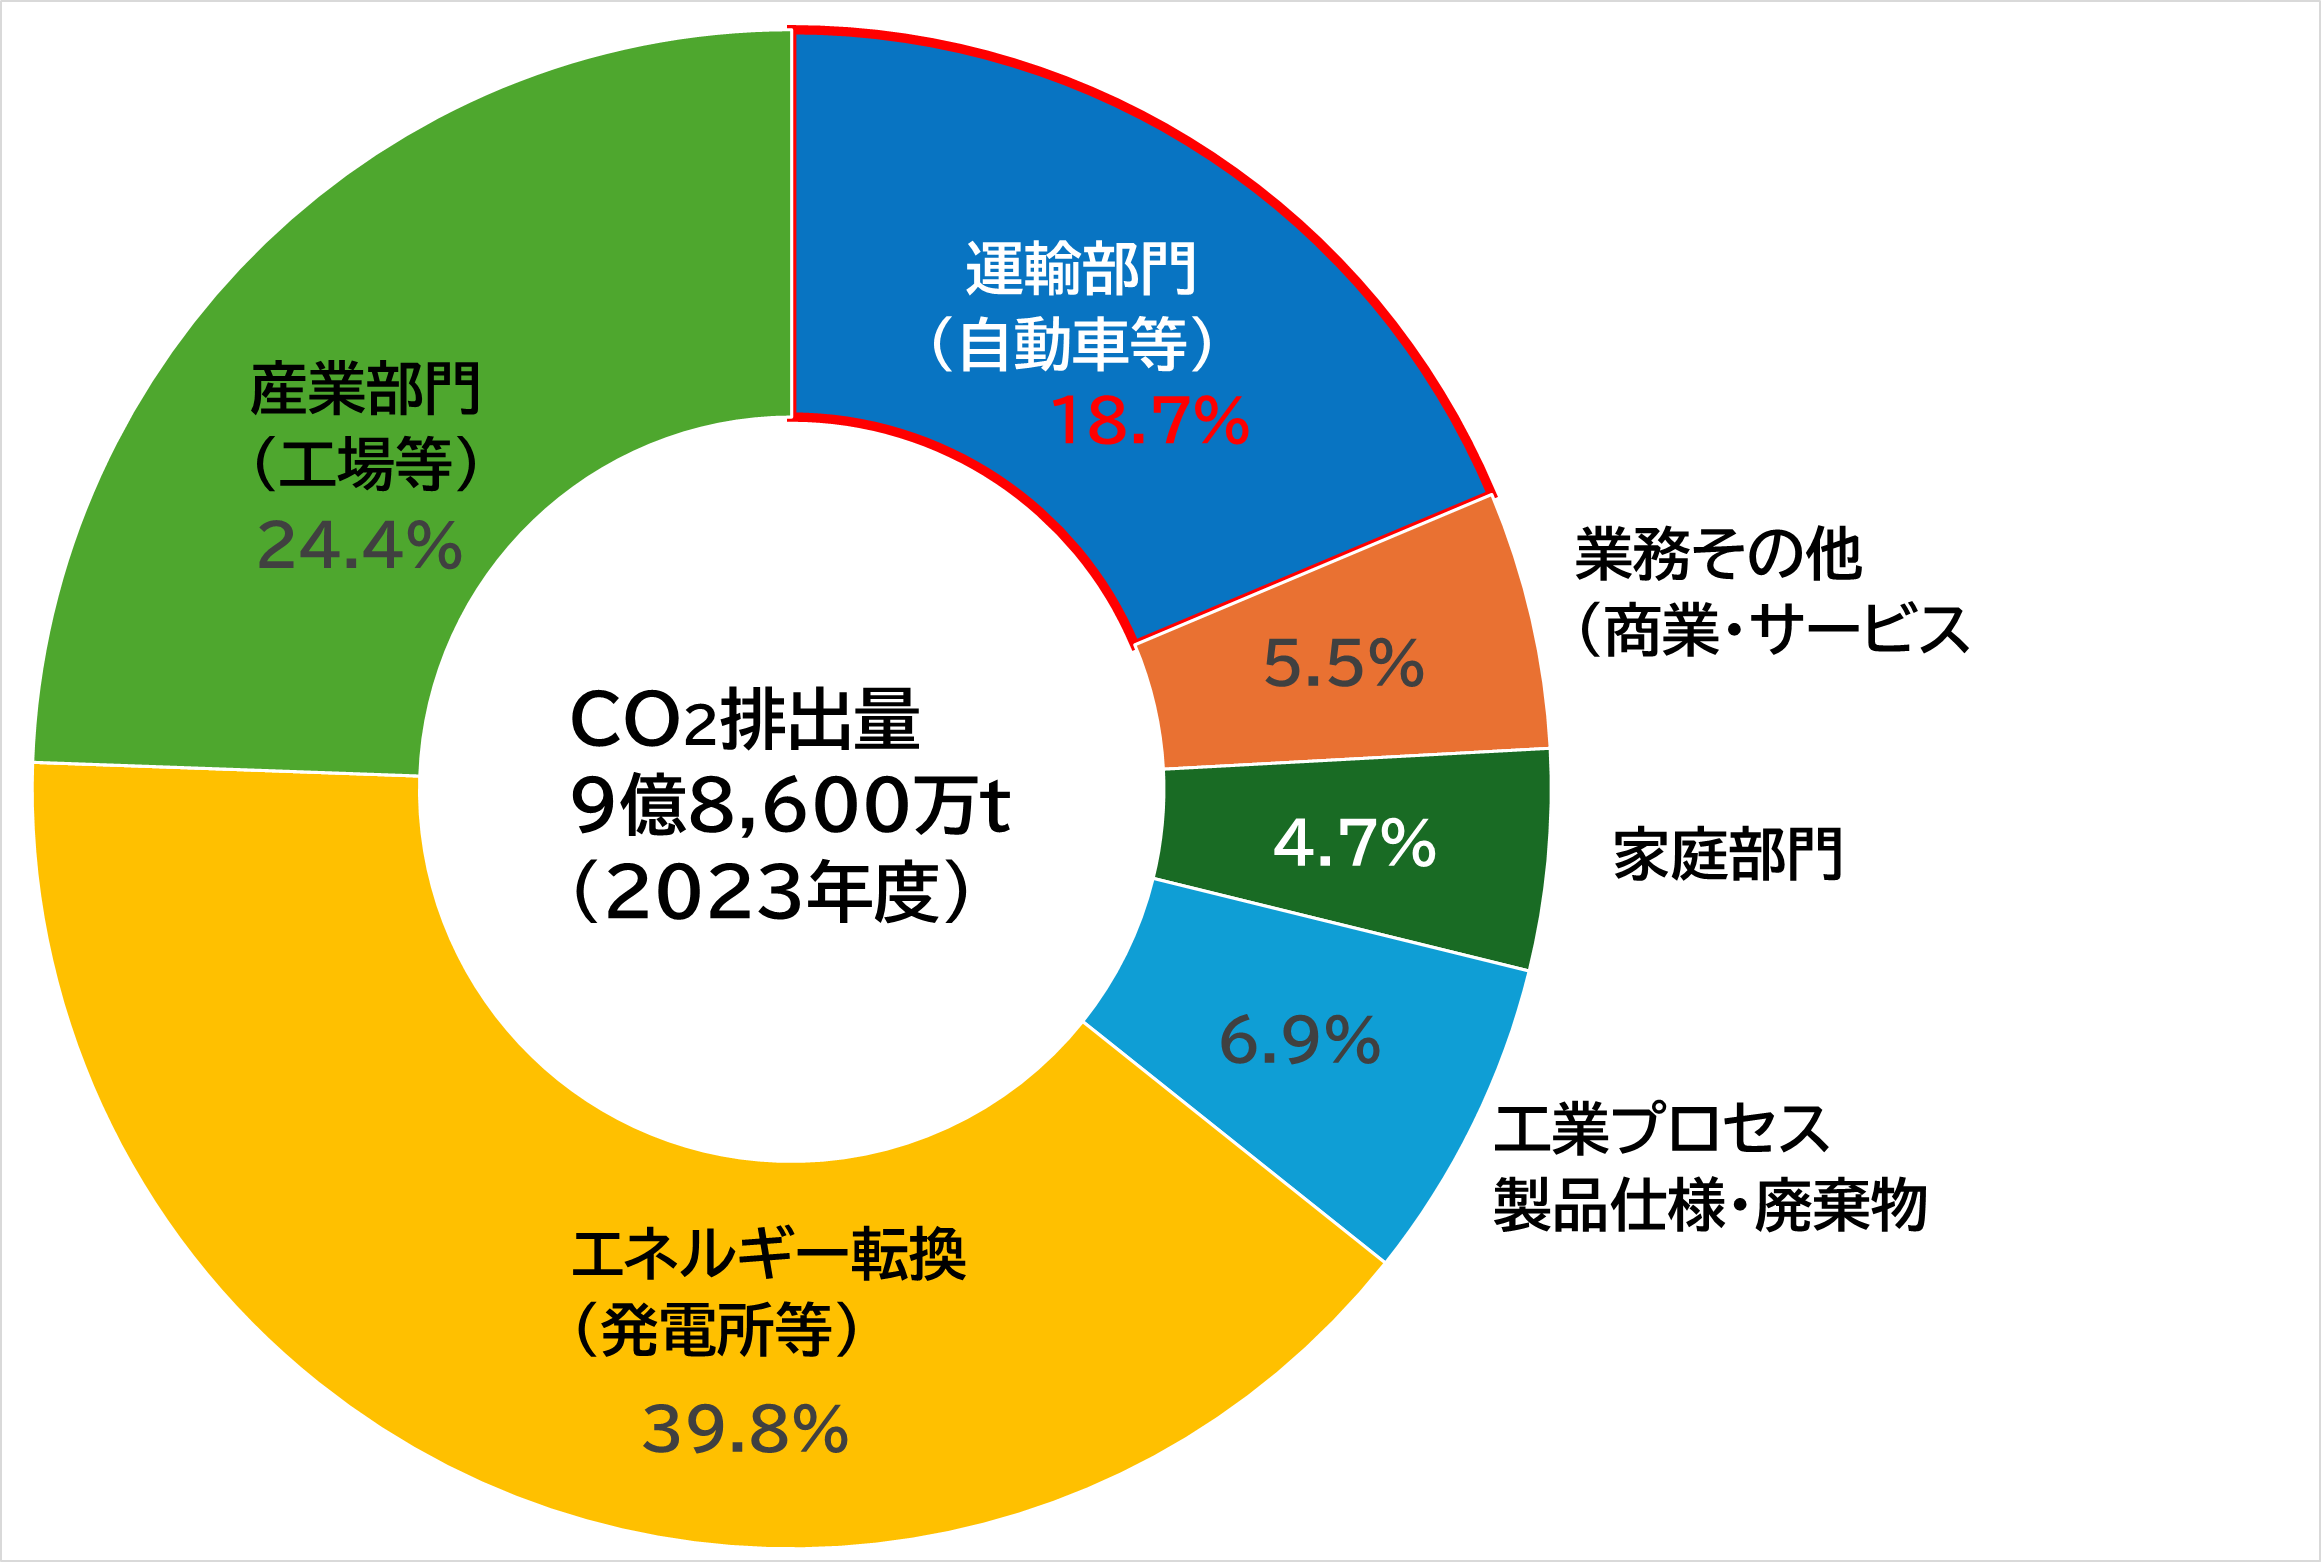 運輸部門
（自動車等）
18.7%
業務その他
（商業・サービス
5.5%
4.7%
家庭部門
6.9%
工業プロセス
製品仕様・廃棄物
エネルギー転換
（発電所等）
39.8%
産業部門
（工場等）
24.4%
CO2排出量
9億8,600万t
（2023年度）